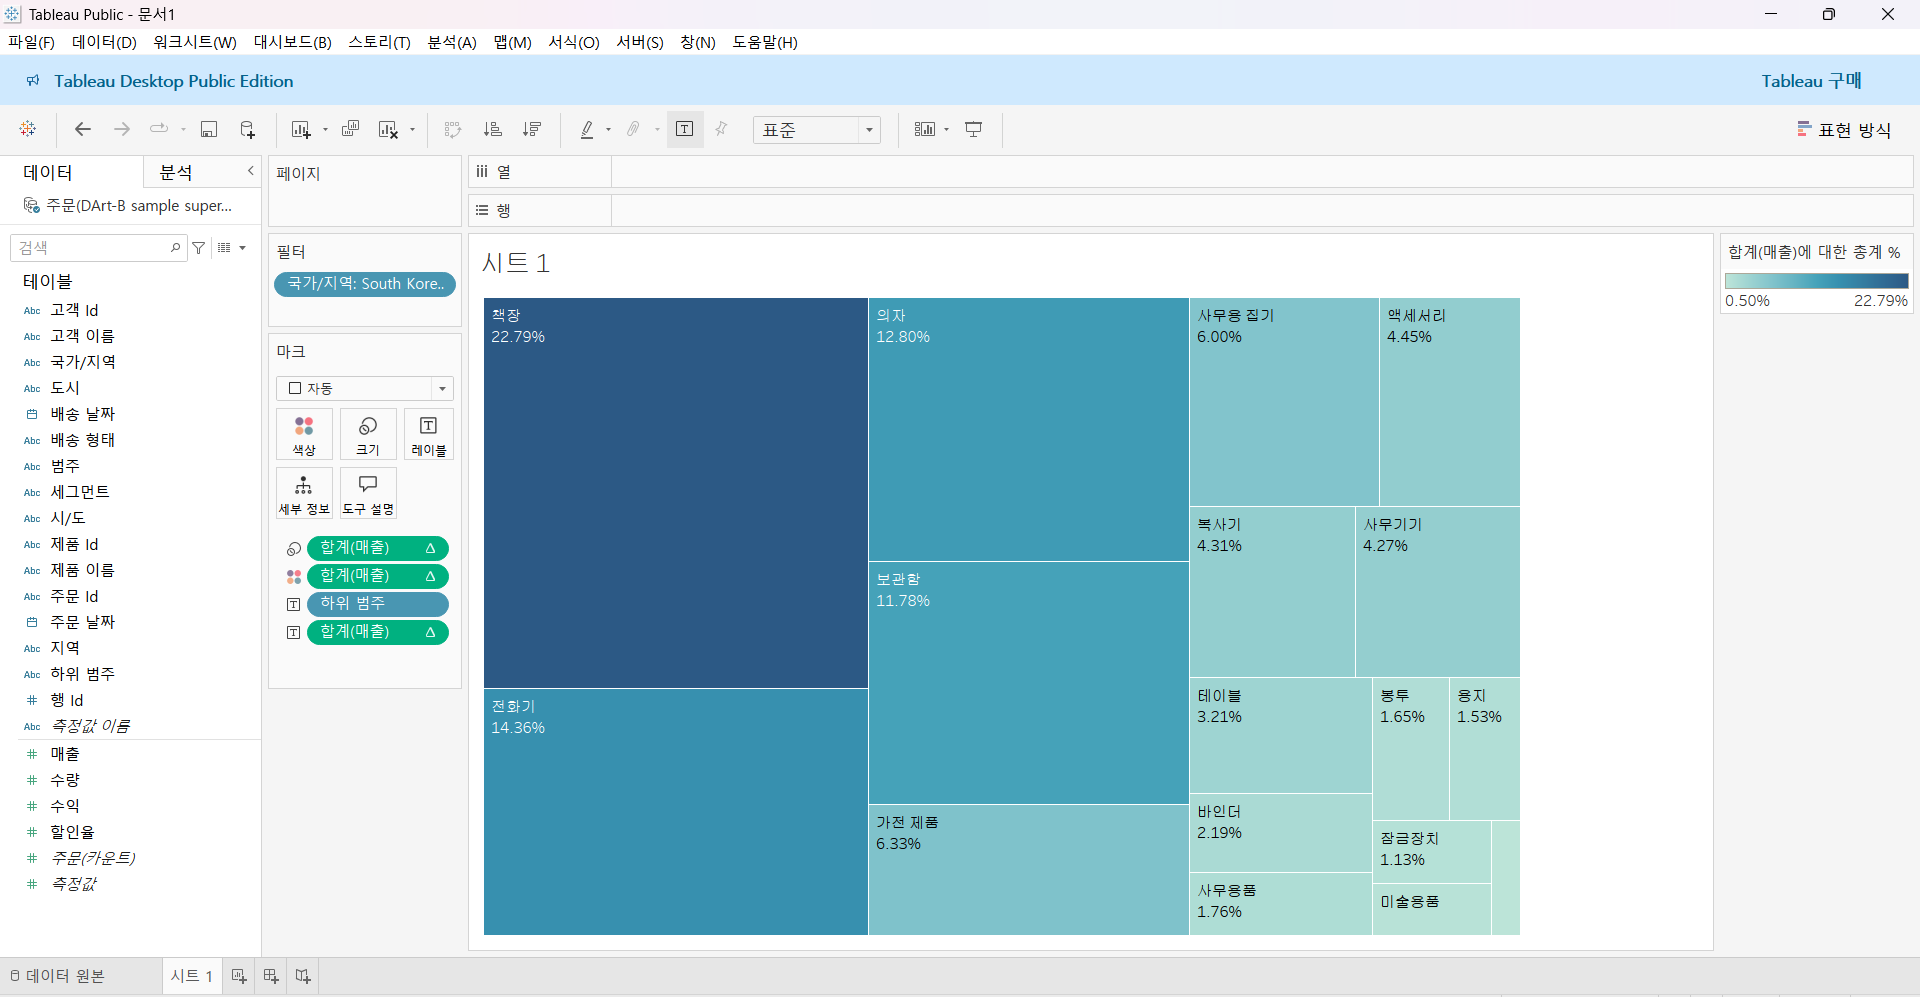 Tableau Public - 문서1
파일(F) 데이터(D) 워크시트(W) 대시보드(B) 스토리(T) 분석(A) 맵(M) 서식(O) 서버(S) 창(N) 도움말(H)
Tableau Desktop Public Edition
Tableau 구매
표준
표현 방식
데이터
분석
주문(DArt-B sample super...
검색
테이블
Abc 고객 Id
Abc 고객 이름
Abc 국가/지역
Abc 도시
배송 날짜
Abc 배송 형태
Abc 범주
Abc 세그먼트
Abc 시/도
Abc 제품 Id
Abc 제품 이름
Abc 주문 Id
주문 날짜
Abc 지역
Abc 하위 범주
# 행 Id
Abc 측정값 이름
# 매출
# 수량
# 수익
# 할인율
# 주문(카운트)
# 측정값
페이지
필터
국가/지역: South Kore..
마크
자동
색상
크기
T
레이블
세부 정보
도구 설명
합계(매출) Δ
합계(매출) Δ
T 하위 범주
T 합계(매출) Δ
열
행
시트 1
책장
22.79%
전화기
14.36%
의자
12.80%
보관함
11.78%
가전 제품
6.33%
사무용 집기
6.00%
액세서리
4.45%
복사기
4.31%
사무기기
4.27%
테이블
3.21%
봉투
1.65%
용지
1.53%
바인더
2.19%
사무용품
1.76%
잠금장치
1.13%
미술용품
합계(매출)에 대한 총계 %
0.50% 22.79%
데이터 원본
시트 1